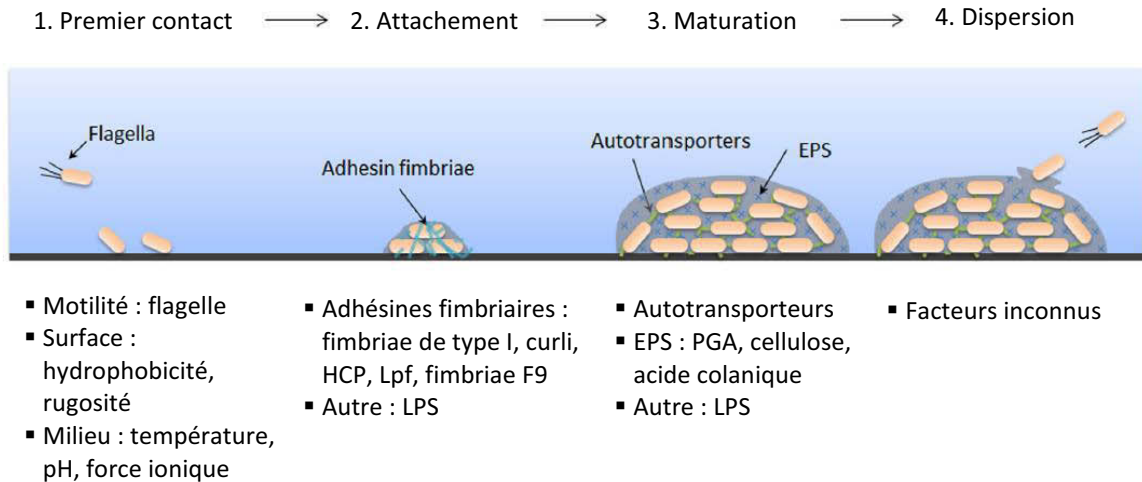 1. Premier contact → 2. Attachement → 3. Maturation → 4. Dispersion
Flagella
Adhesin fimbriae
Autotransporters
EPS
▪ Motilité : flagelle
▪ Surface :
hydrophobicité,
rugosité
▪ Milieu : température,
pH, force ionique
▪ Adhésines fimbriaires :
fimbriae de type I, curli,
HCP, Lpf, fimbriae F9
▪ Autre : LPS
▪ Autotransporteurs
▪ EPS : PGA, cellulose,
acide colanique
▪ Autre : LPS
▪ Facteurs inconnus